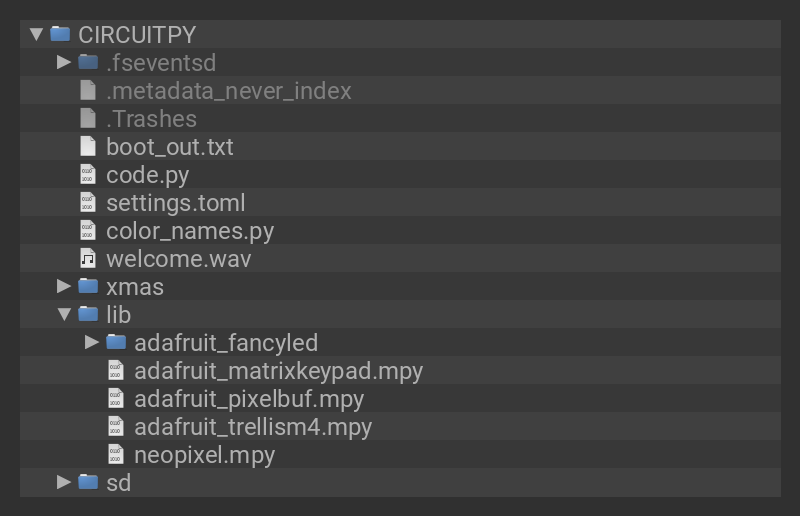 CIRCUITPY
.fseventsd
.metadata_never_index
.Trashes
boot_out.txt
code.py
settings.toml
color_names.py
welcome.wav
xmas
lib
adafruit_fancyled
adafruit_matrixkeypad.mpy
adafruit_pixelbuf.mpy
adafruit_trellism4.mpy
neopixel.mpy
sd